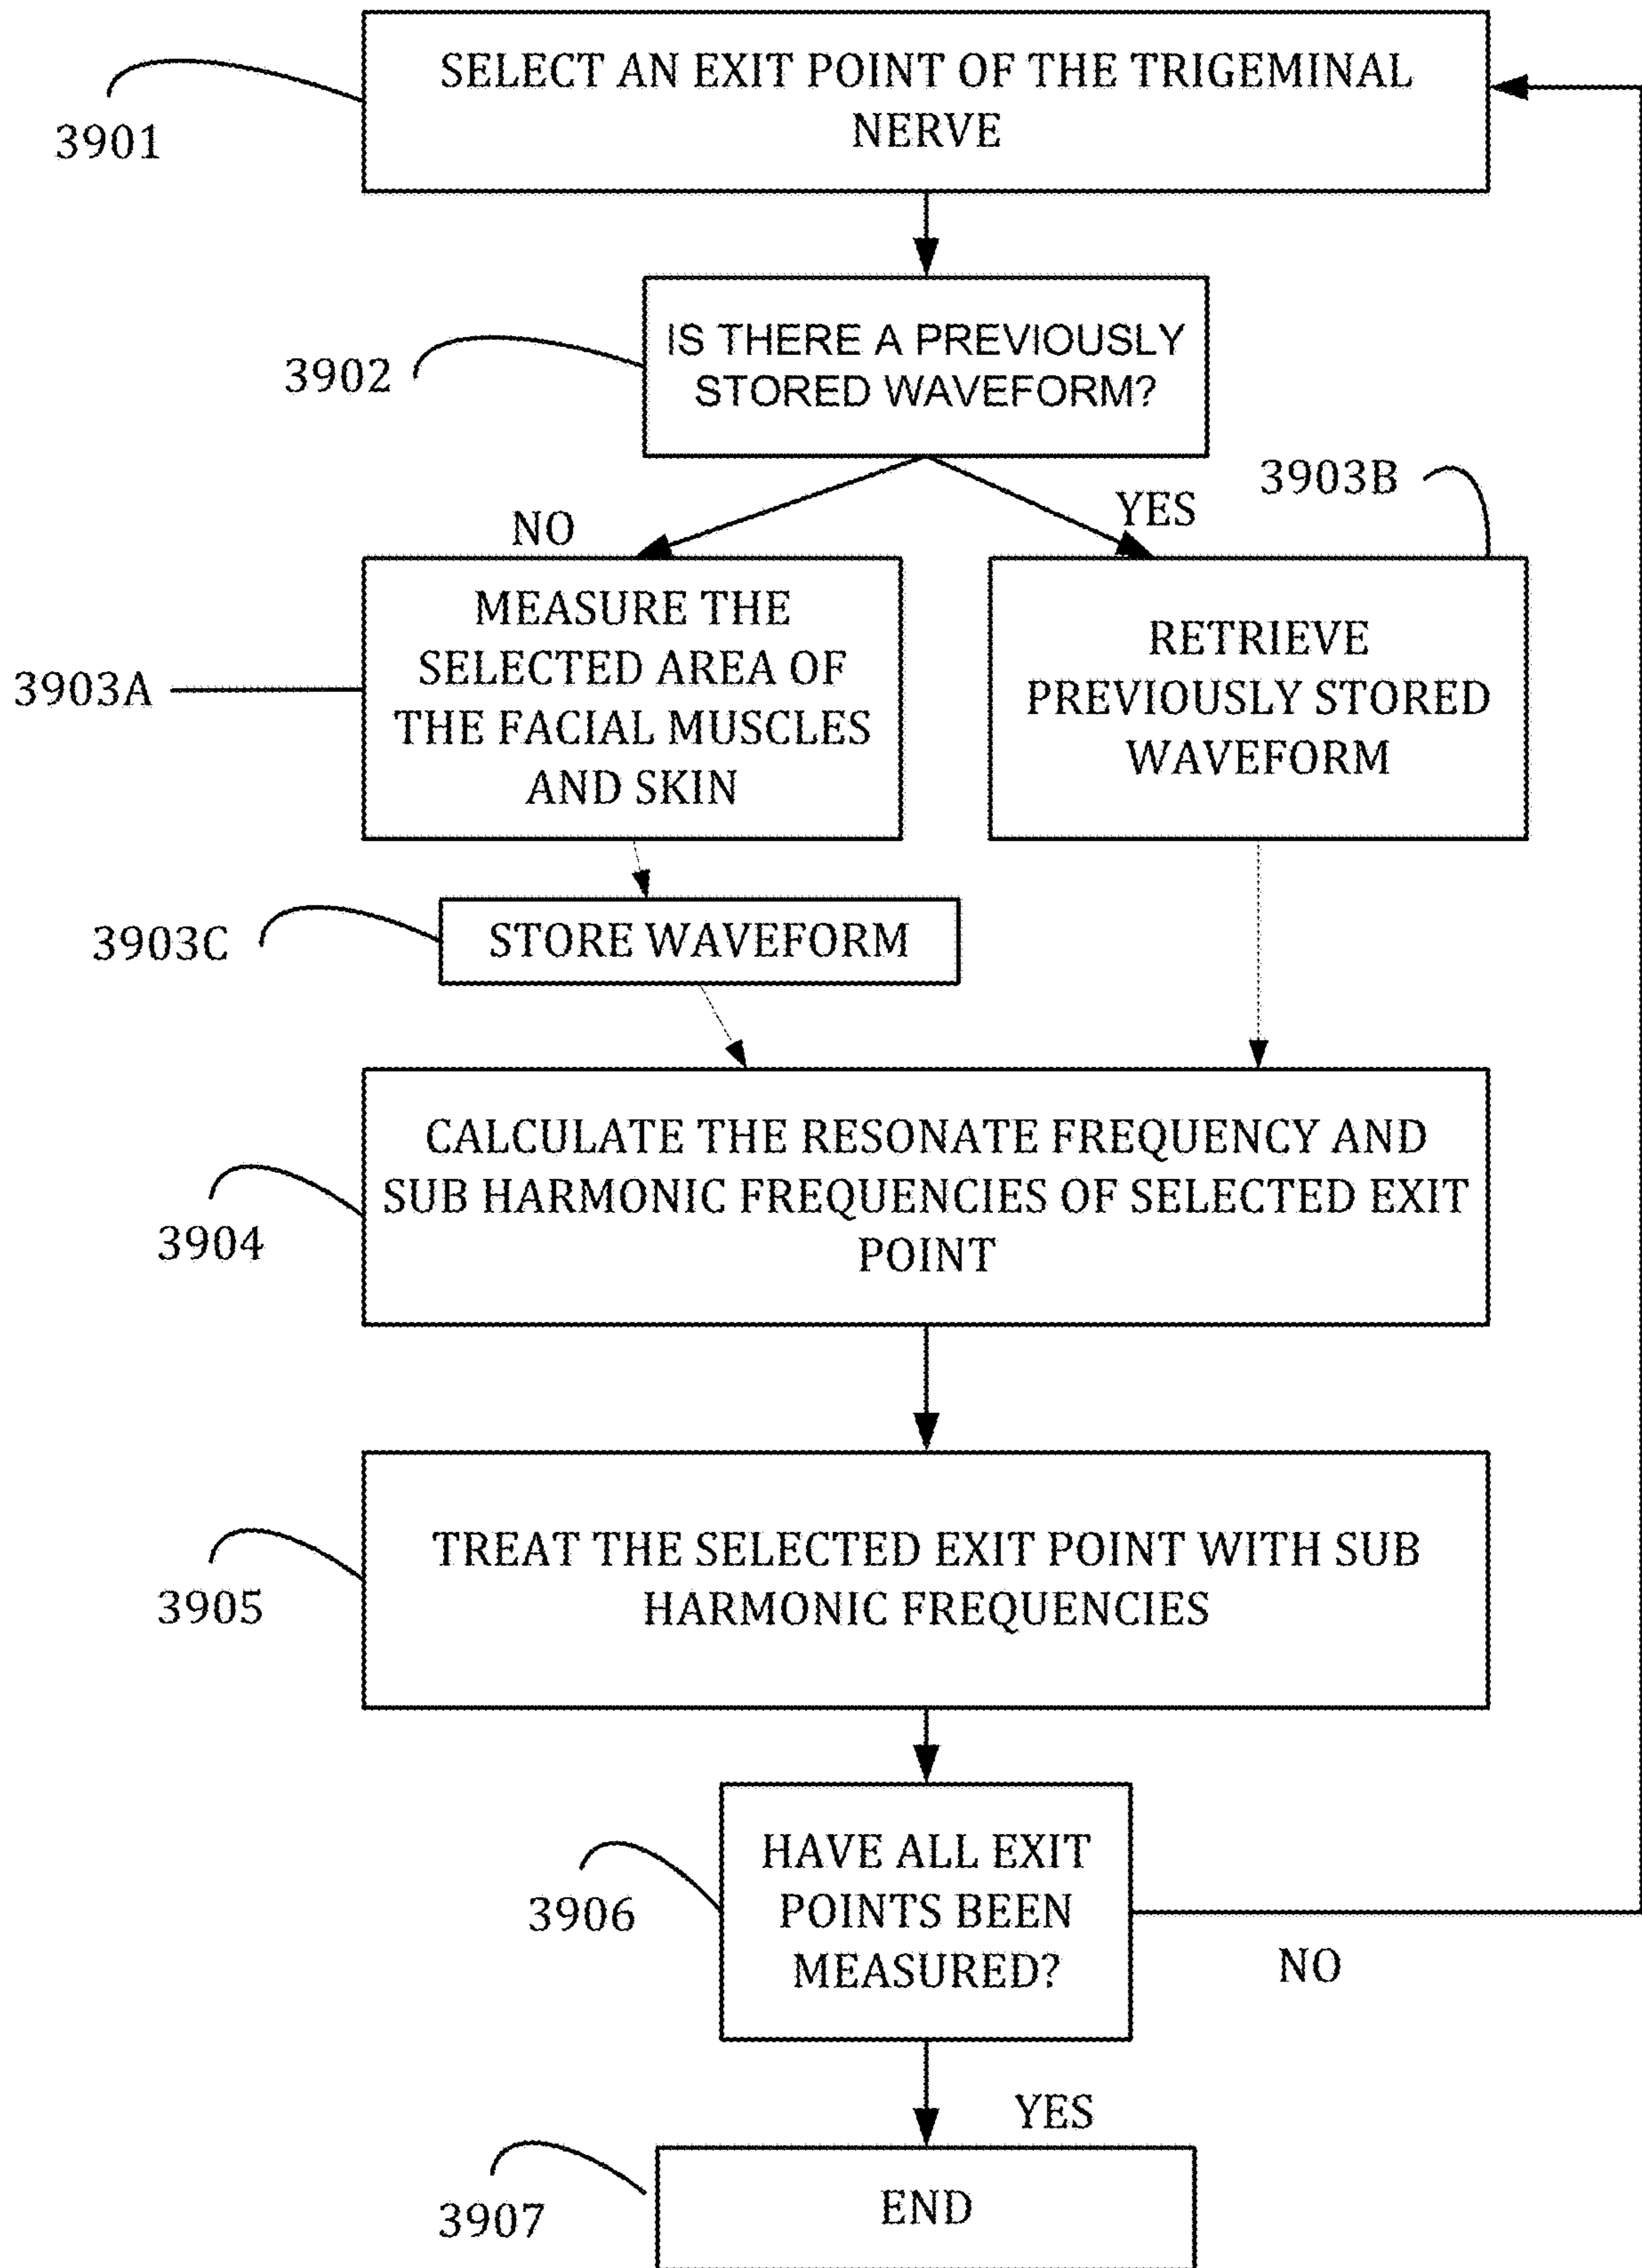 SELECT AN EXIT POINT OF THE TRIGEMINAL
NERVE
3901
IS THERE A PREVIOUSLY
STORED WAVEFORM?
3902
3903B
NO
YES
MEASURE THE
SELECTED AREA OF
THE FACIAL MUSCLES
AND SKIN
3903A
RETRIEVE
PREVIOUSLY STORED
WAVEFORM
3903C
STORE WAVEFORM
CALCULATE THE RESONATE FREQUENCY AND
SUB HARMONIC FREQUENCIES OF SELECTED EXIT
POINT
3904
TREAT THE SELECTED EXIT POINT WITH SUB
HARMONIC FREQUENCIES
3905
HAVE ALL EXIT
POINTS BEEN
MEASURED?
3906
NO
YES
END
3907